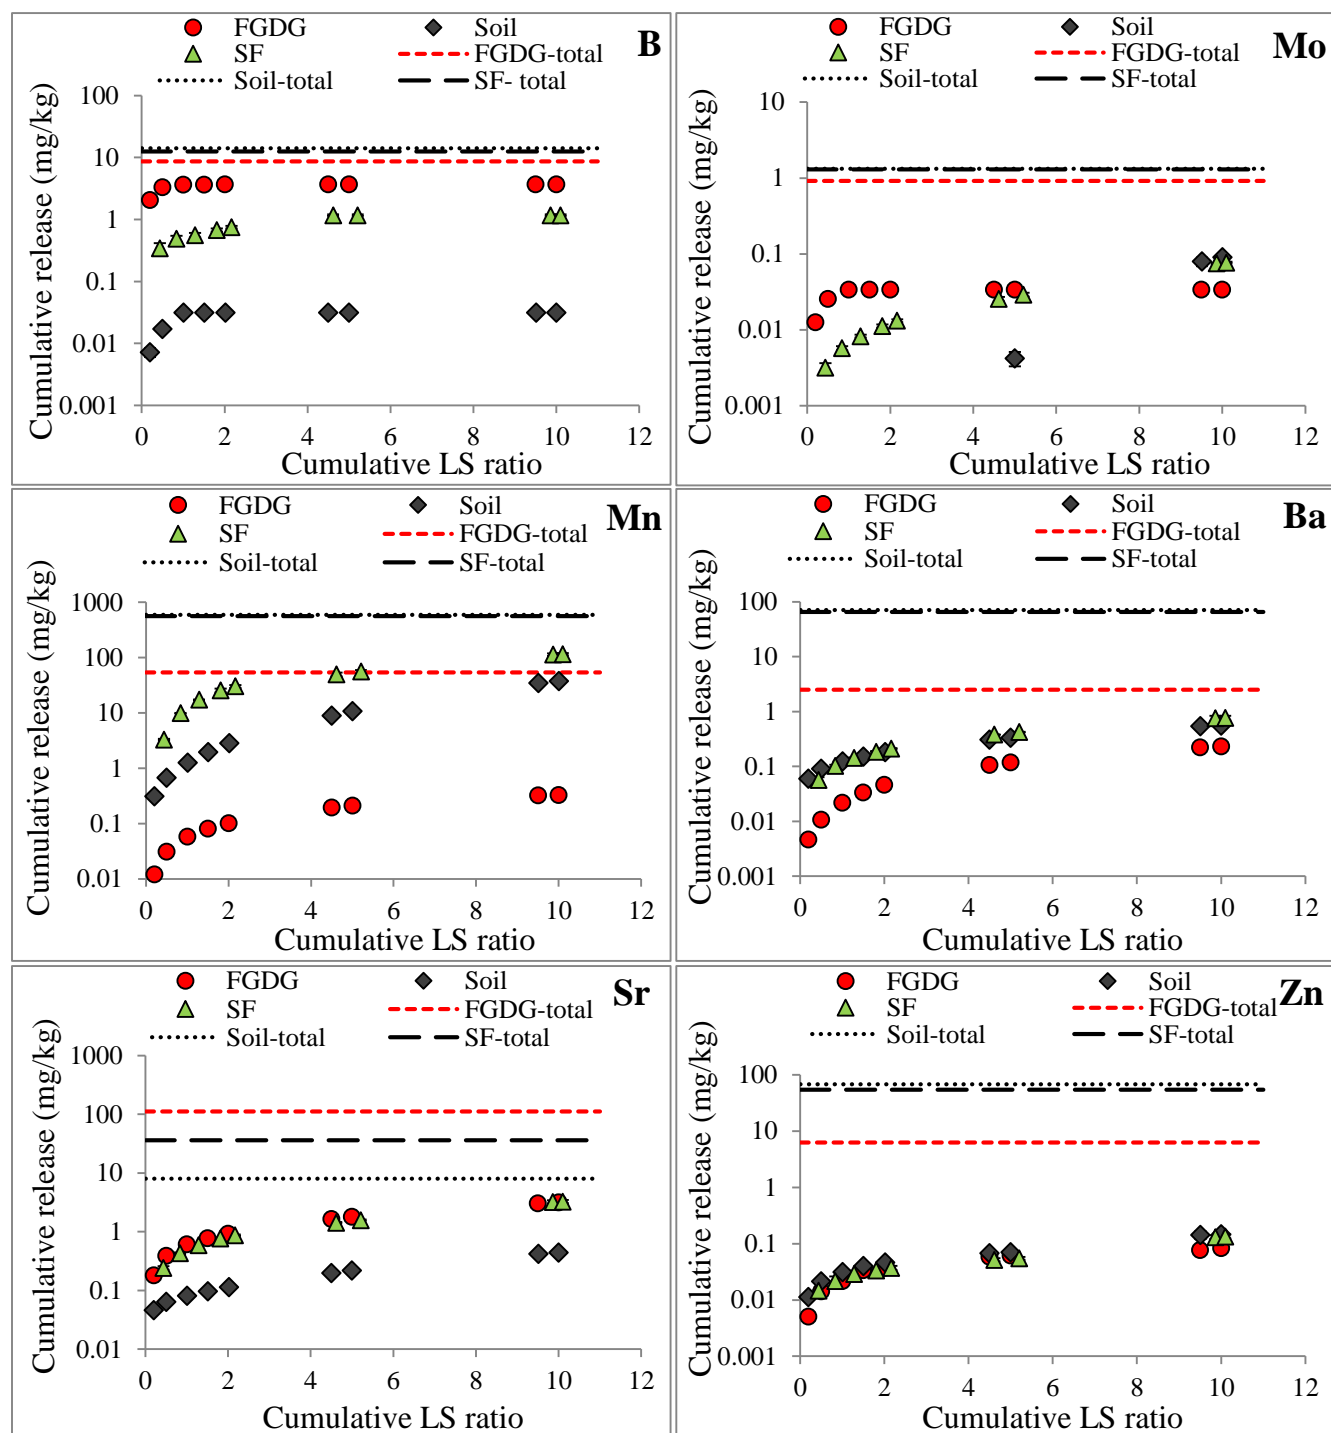 FGDG Soil B
SF FGDG-total
Soil-total SF- total
Cumulative release (mg/kg)
100
10
1
0.1
0.01
0.001
0 2 4 6 8 10 12
Cumulative LS ratio
FGDG Soil Mo
SF FGDG-total
Soil-total SF-total
Cumulative release (mg/kg)
10
1
0.1
0.01
0.001
0 2 4 6 8 10 12
Cumulative LS ratio
FGDG Soil Mn
SF FGDG-total
Soil-total SF-total
Cumulative release (mg/kg)
1000
100
10
1
0.1
0.01
0 2 4 6 8 10 12
Cumulative LS ratio
FGDG Soil Ba
SF FGDG-total
Soil-total SF-total
Cumulative release (mg/kg)
100
10
1
0.1
0.01
0.001
0 2 4 6 8 10 12
Cumulative LS ratio
FGDG Soil Sr
SF FGDG-total
Soil-total SF-total
Cumulative release (mg/kg)
1000
100
10
1
0.1
0.01
0 2 4 6 8 10 12
Cumulative LS ratio
FGDG Soil Zn
SF FGDG-total
Soil-total SF-total
Cumulative release (mg/kg)
100
10
1
0.1
0.01
0.001
0 2 4 6 8 10 12
Cumulative LS ratio